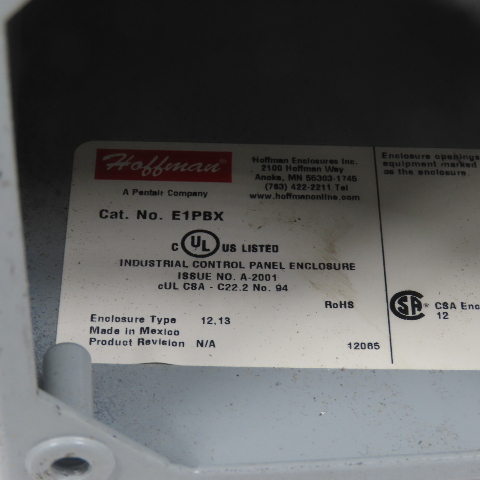 Hoffman®
A Pentair Company
Hoffman Enclosures Inc.
2100 Hoffman Way
Anoka, MN 55303-1745
(763) 422-2211 Tel
www.hoffmanonline.com
Cat. No. E1PBX
C UL US LISTED
INDUSTRIAL CONTROL PANEL ENCLOSURE
ISSUE NO. A-2001
cUL CSA - C22.2 No. 94
RoHS
Enclosure Type 12,13
Made in Mexico
Product Revision N/A
12065
Enclosure openings
equipment marked
as the enclosure
SA® CSA Enc
12